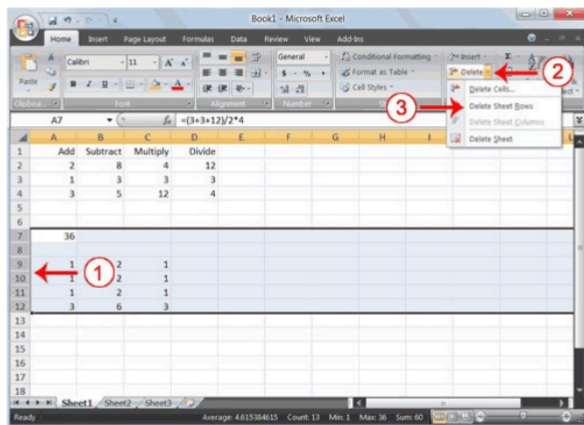 Book1 - Microsoft Excel
Home Insert Page Layout Formulas Data Review View Add-Ins
Paste
Calibri 11 A A
B I U A
General
$ % ,
Conditional Formatting
Format as Table
Cell Styles
Insert
Delete
Σ
2
Clipboa... Font Alignment Number
3
Delete Cells...
Delete Sheet Rows
Delete Sheet Columns
Delete Sheet
A7 fx =(3+3+12)/2*4
A B C D E F G H I
1 Add Subtract Multiply Divide
2 2 8 4 12
3 1 3 3 3
4 3 5 12 4
5
6
7 36
8
9 1 2 1
1
10 1 2 1
11 1 2 1
12 3 6 3
13
14
15
16
17
18
Sheet1 Sheet2 Sheet3
Ready Average: 4.615384615 Count: 13 Min: 1 Max: 36 Sum: 60